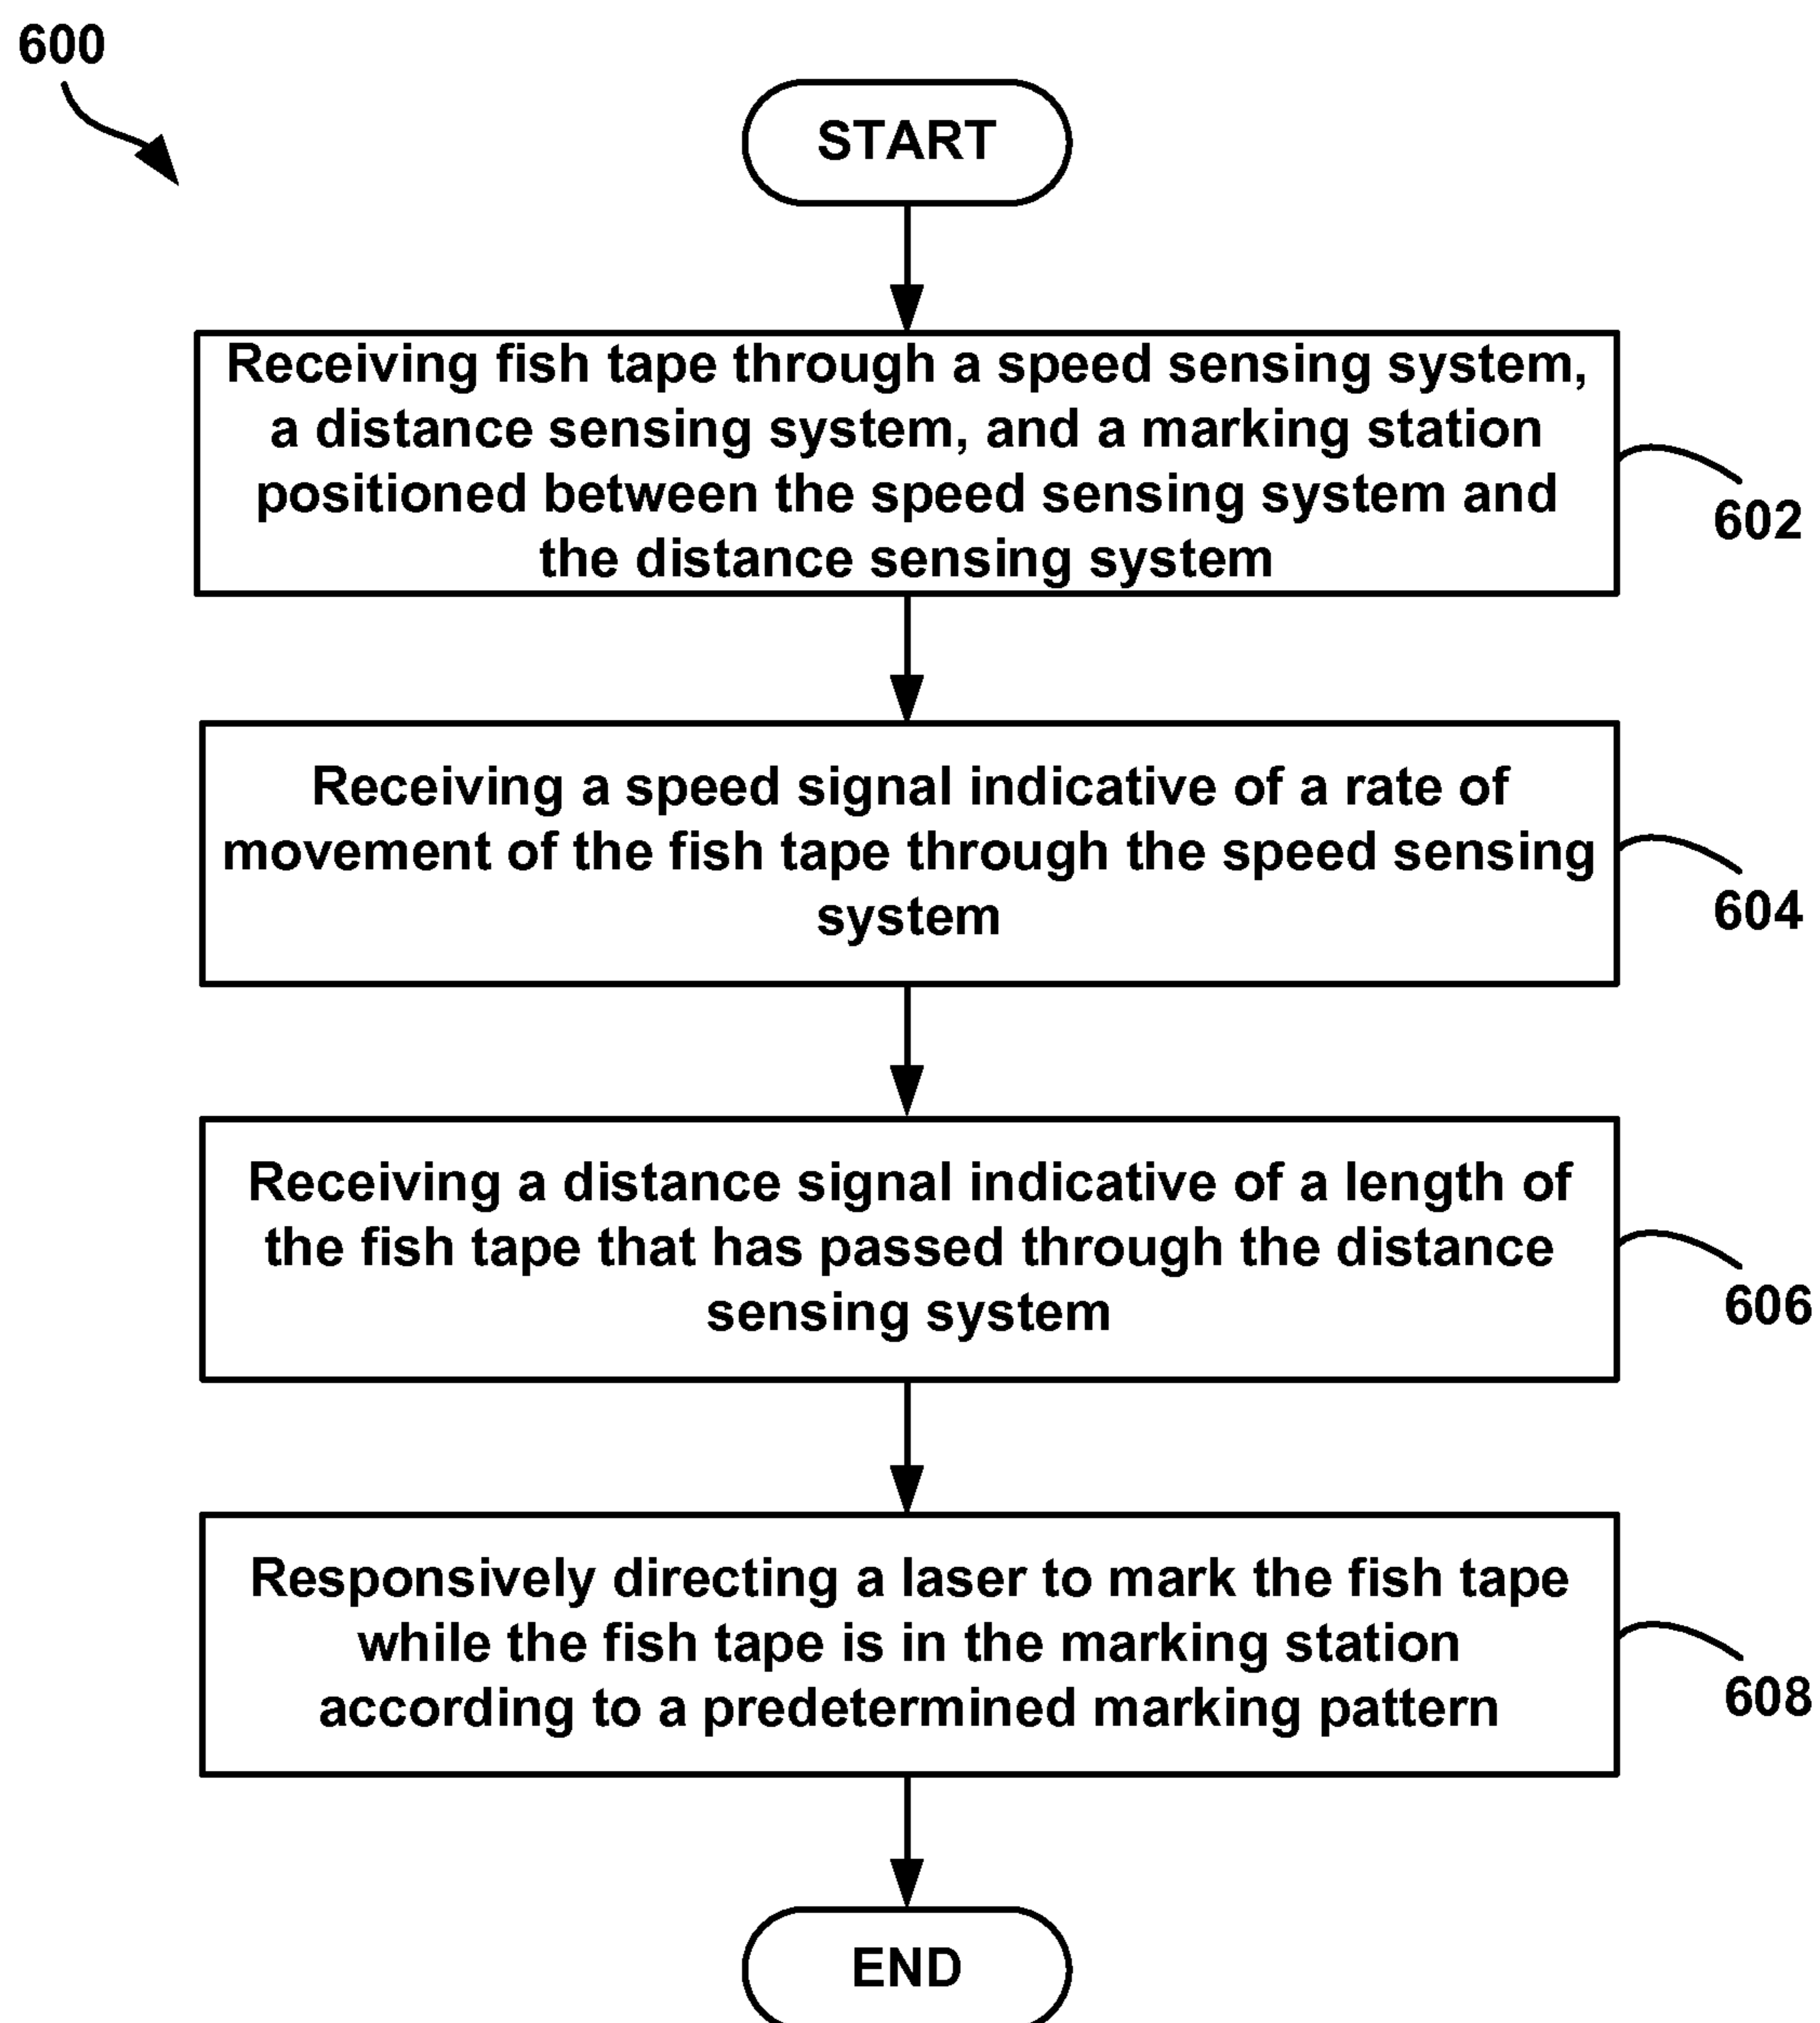 600
START
Receiving fish tape through a speed sensing system,
a distance sensing system, and a marking station
positioned between the speed sensing system and
the distance sensing system
602
Receiving a speed signal indicative of a rate of
movement of the fish tape through the speed sensing
system
604
Receiving a distance signal indicative of a length of
the fish tape that has passed through the distance
sensing system
606
Responsively directing a laser to mark the fish tape
while the fish tape is in the marking station
according to a predetermined marking pattern
608
END